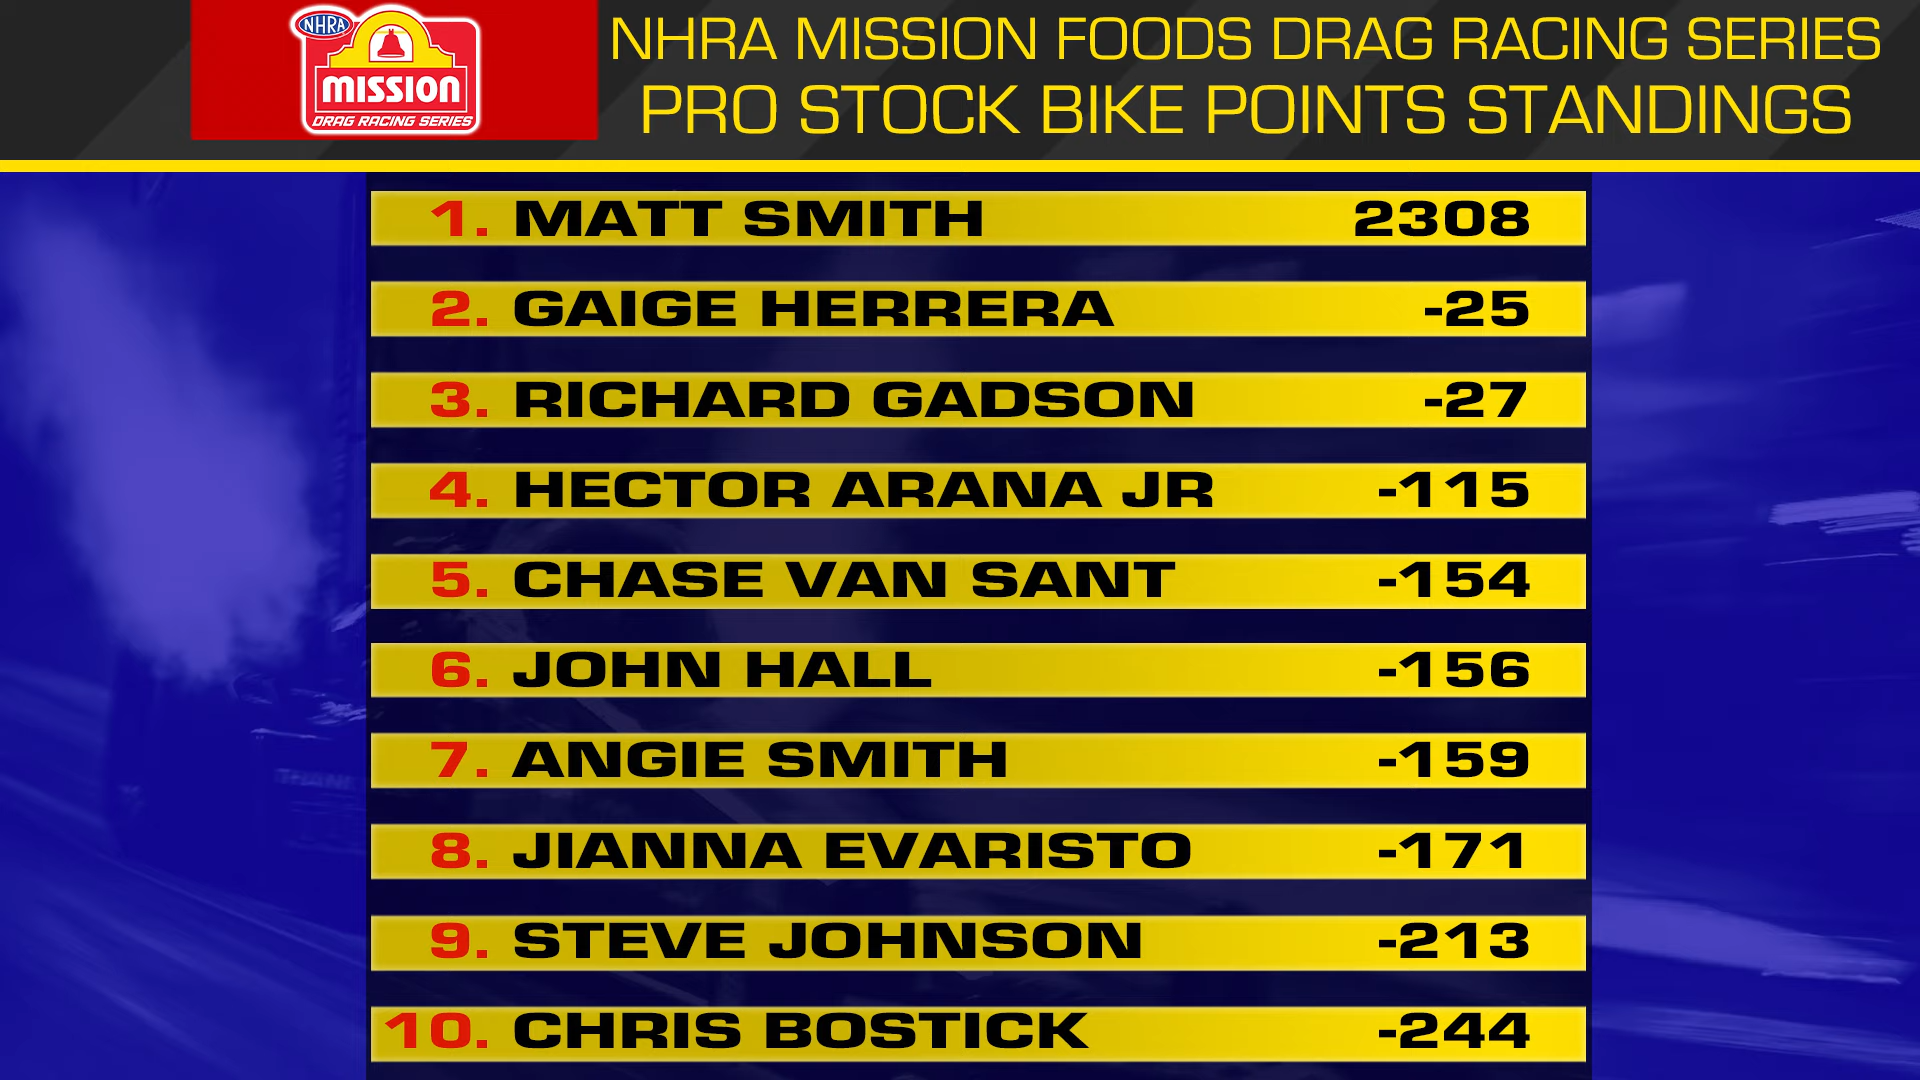 NHRA
MISSION
DRAG RACING SERIES
NHRA MISSION FOODS DRAG RACING SERIES
PRO STOCK BIKE POINTS STANDINGS
1. MATT SMITH 2308
2. GAIGE HERRERA -25
3. RICHARD GADSON -27
4. HECTOR ARANA JR -115
5. CHASE VAN SANT -154
6. JOHN HALL -156
7. ANGIE SMITH -159
8. JIANNA EVARISTO -171
9. STEVE JOHNSON -213
10. CHRIS BOSTICK -244